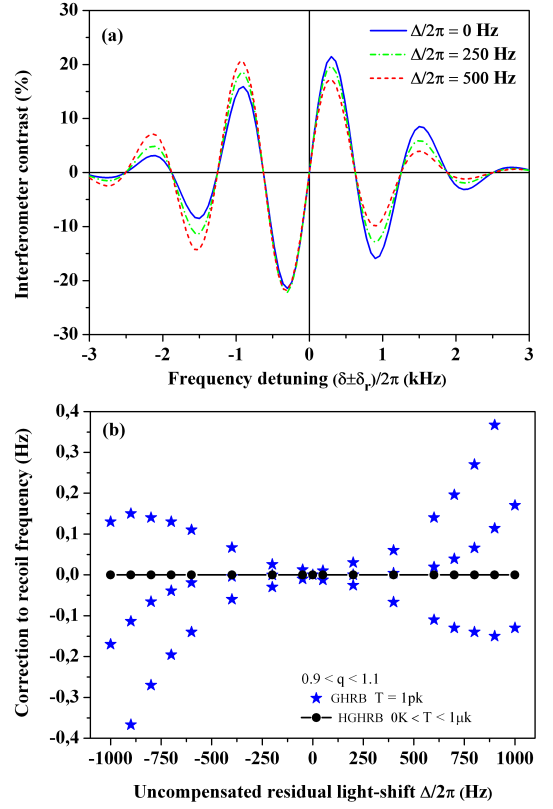 (a)
Δ/2π = 0 Hz
Δ/2π = 250 Hz
Δ/2π = 500 Hz
Interferometer contrast (%)
30
20
10
0
-10
-20
-30
-3 -2 -1 0 1 2 3
Frequency detuning (δ±δr)/2π (kHz)
(b)
Correction to recoil frequency (Hz)
0,4
0,3
0,2
0,1
0,0
-0,1
-0,2
-0,3
-0,4
0.9 < q < 1.1
GHRB T = 1pk
HGHRB 0K < T < 1μk
-1000 -750 -500 -250 0 250 500 750 1000
Uncompensated residual light-shift Δ/2π (Hz)